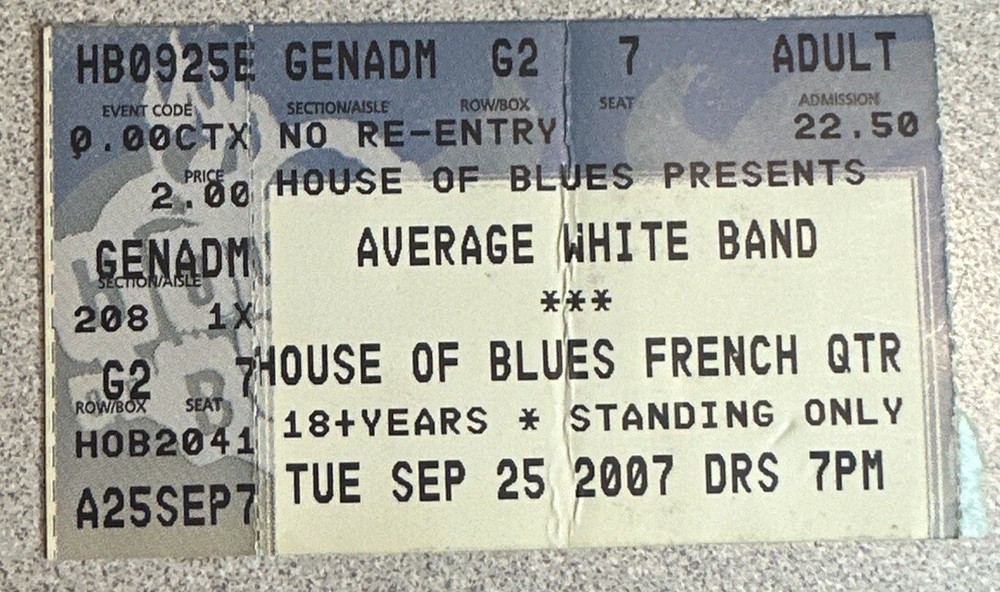 HB0925E GENADM G2 7 ADULT
EVENT CODE SECTION/AISLE ROW/BOX SEAT ADMISSION
0.00CTX NO RE-ENTRY 22.50
PRICE
2.00 HOUSE OF BLUES PRESENTS
GENADM AVERAGE WHITE BAND
SECTION/AISLE
***
208 1X
G2 7 HOUSE OF BLUES FRENCH QTR
ROW/BOX SEAT
HOB2041 18+YEARS * STANDING ONLY
A25SEP7 TUE SEP 25 2007 DRS 7PM